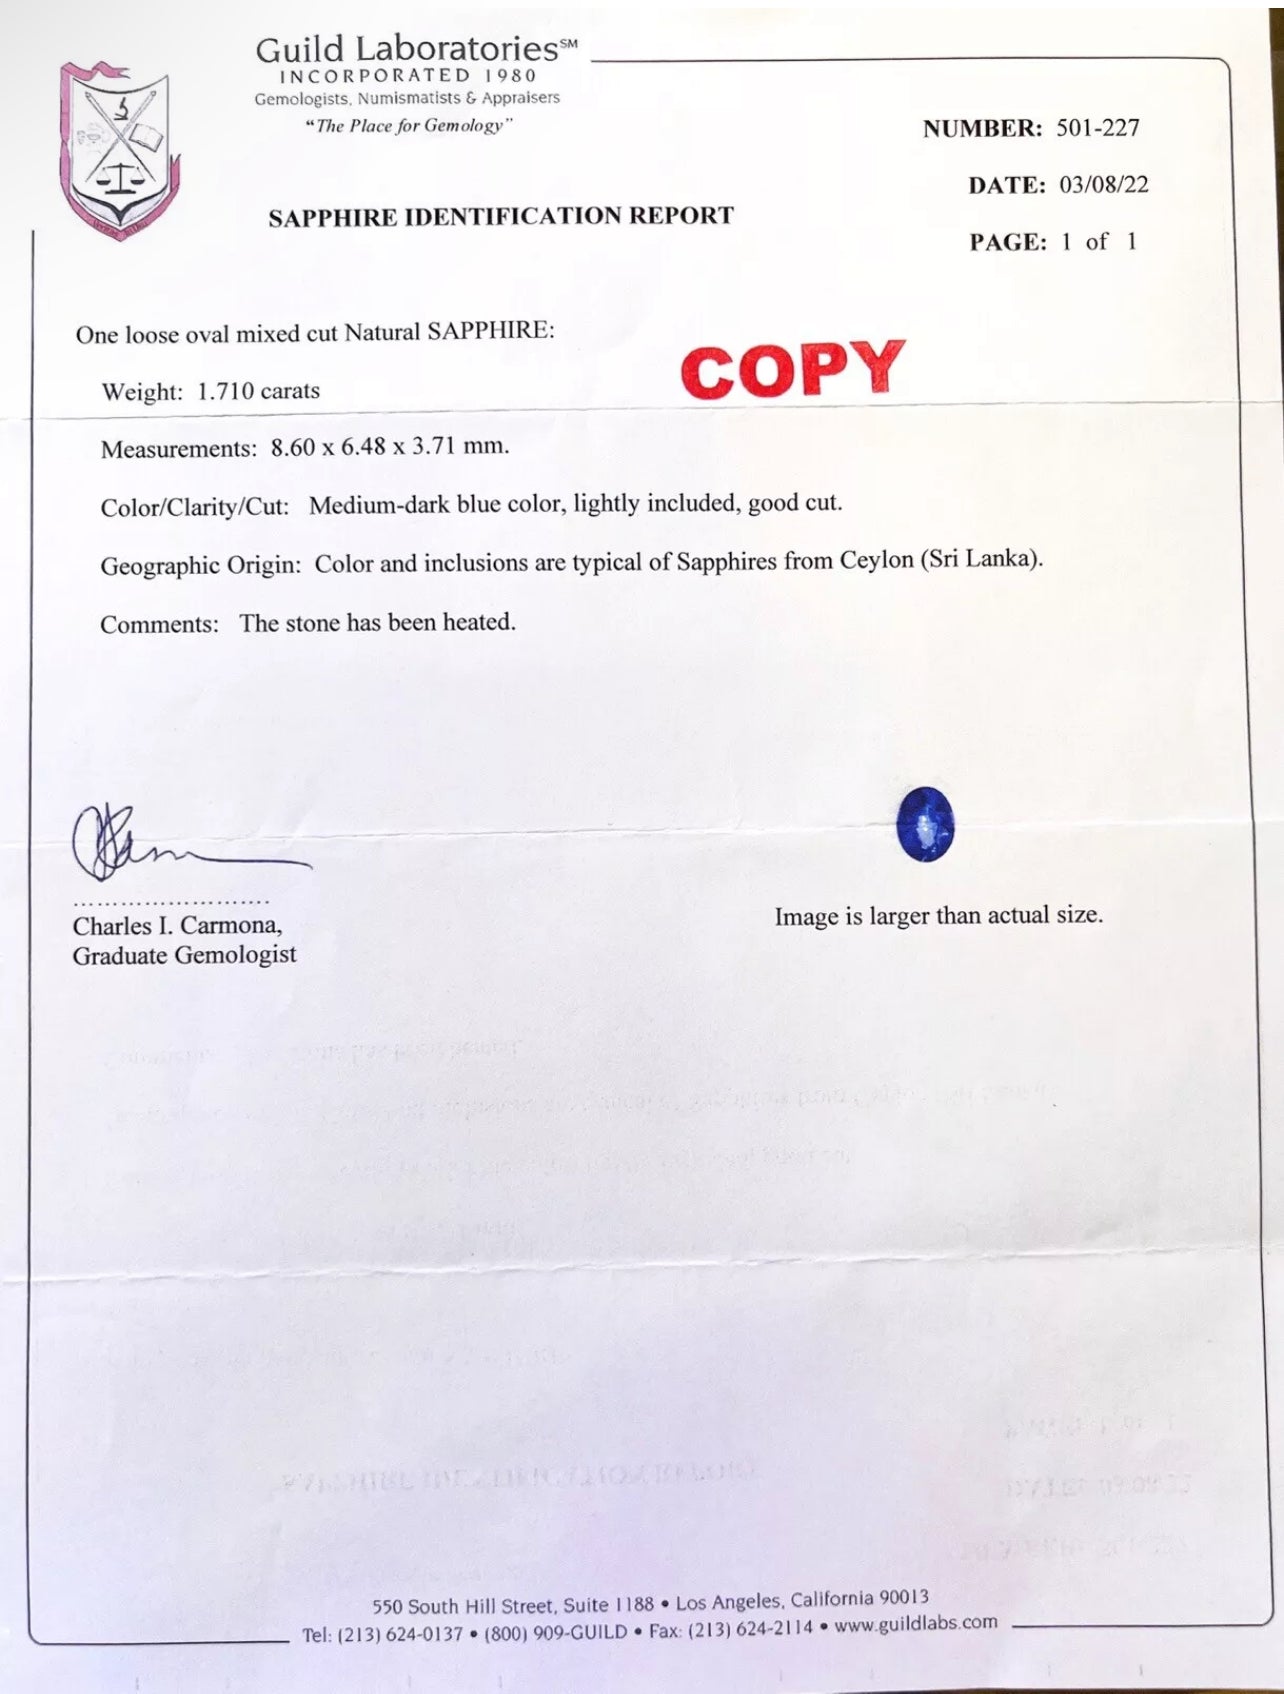 Guild Laboratories℠
INCORPORATED 1980
Gemologists, Numismatists & Appraisers
"The Place for Gemology"
NUMBER: 501-227
DATE: 03/08/22
PAGE: 1 of 1
SAPPHIRE IDENTIFICATION REPORT
One loose oval mixed cut Natural SAPPHIRE:
COPY
Weight: 1.710 carats
Measurements: 8.60 x 6.48 x 3.71 mm.
Color/Clarity/Cut: Medium-dark blue color, lightly included, good cut.
Geographic Origin: Color and inclusions are typical of Sapphires from Ceylon (Sri Lanka).
Comments: The stone has been heated.
Charles I. Carmona,
Graduate Gemologist
Image is larger than actual size.
550 South Hill Street, Suite 1188 • Los Angeles, California 90013
Tel: (213) 624-0137 • (800) 909-GUILD • Fax: (213) 624-2114 • www.guildlabs.com